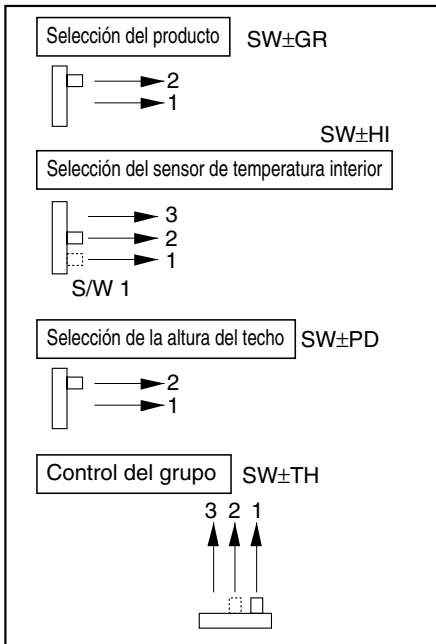 Selección del producto SW±GR
2
1
SW±HI
Selección del sensor de temperatura interior
3
2
1
S/W 1
Selección de la altura del techo SW±PD
2
1
Control del grupo SW±TH
3 2 1